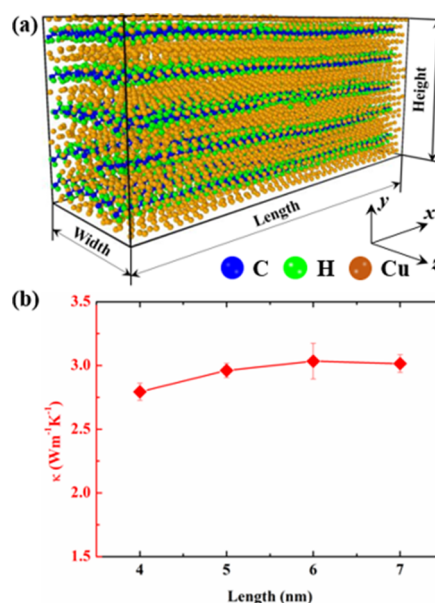 (a)
Height
Length
Width
y
x
z
C H Cu
(b)
3.5
3.0
2.5
2.0
1.5
κ (Wm⁻¹K⁻¹)
4 5 6 7
Length (nm)